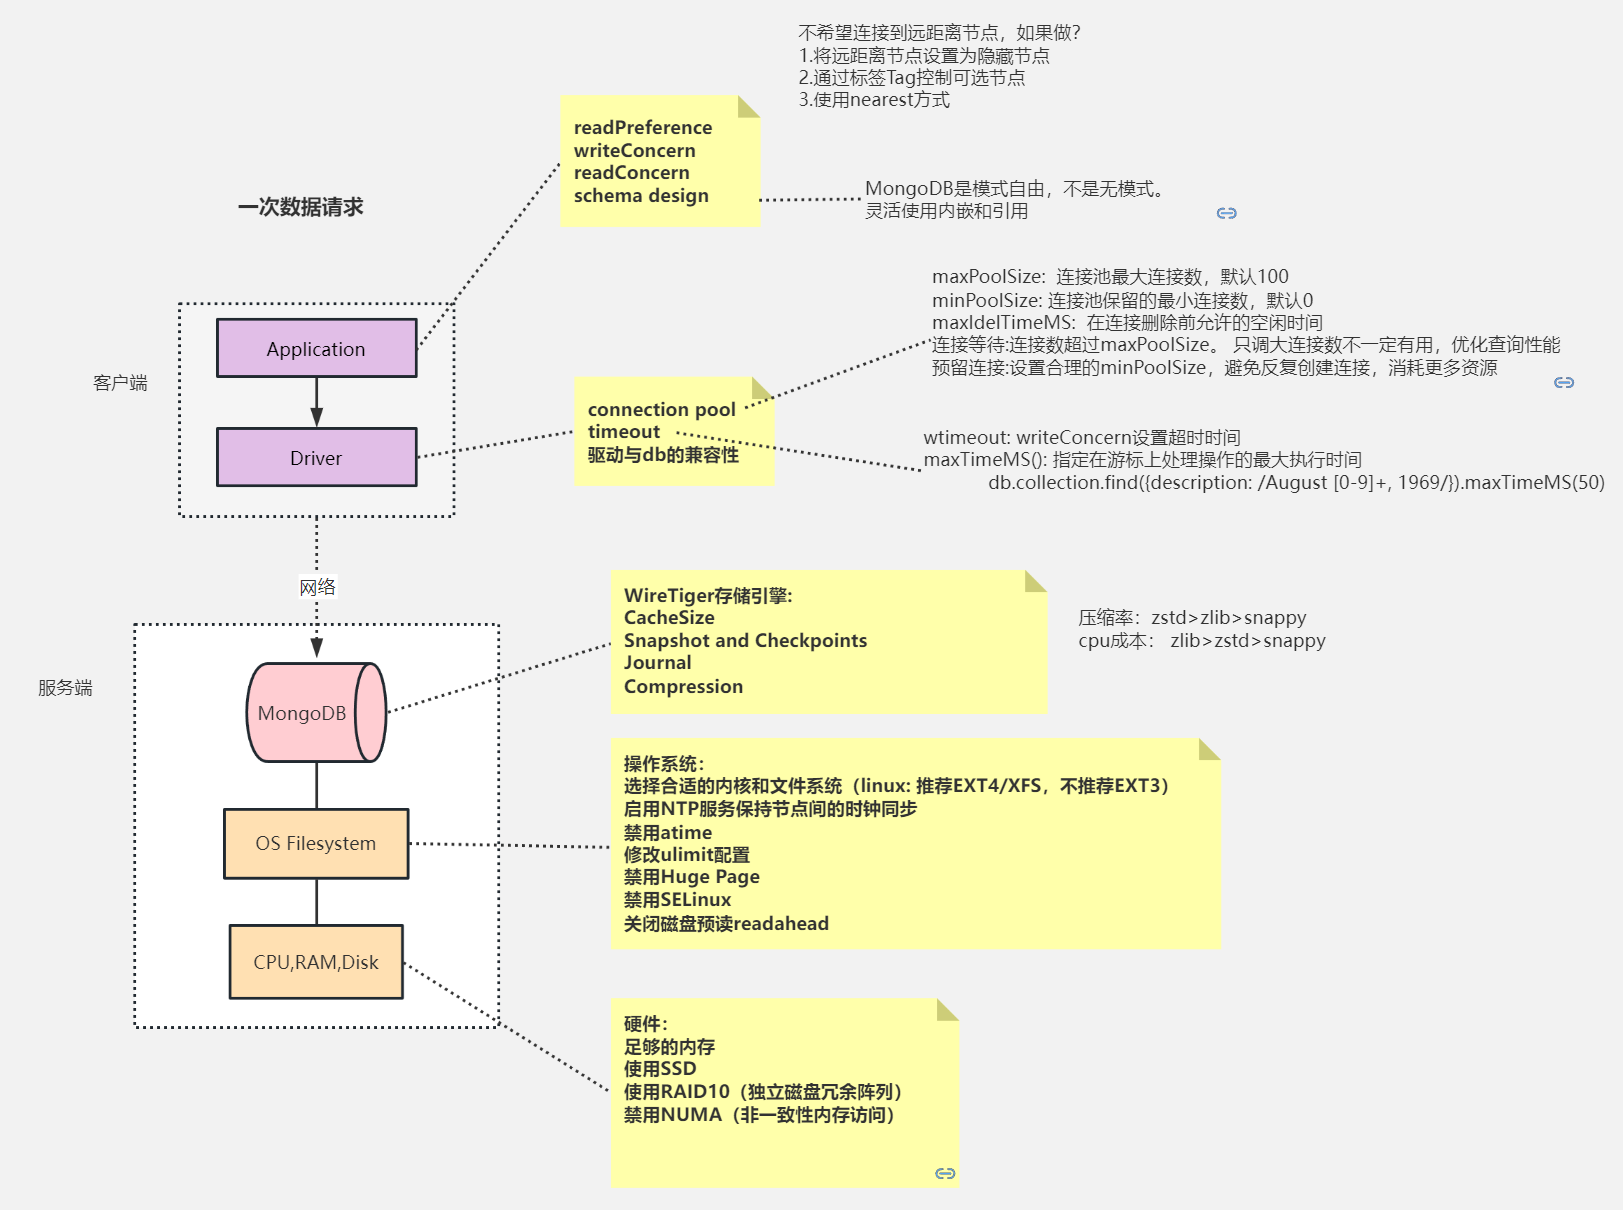 不希望连接到远距离节点，如果做？
1.将远距离节点设置为隐藏节点
2.通过标签Tag控制可选节点
3.使用nearest方式
readPreference
writeConcern
readConcern
schema design
MongoDB是模式自由，不是无模式。
灵活使用内嵌和引用
一次数据请求
maxPoolSize: 连接池最大连接数，默认100
minPoolSize: 连接池保留的最小连接数，默认0
maxIdelTimeMS: 在连接删除前允许的空闲时间
连接等待:连接数超过maxPoolSize。 只调大连接数不一定有用，优化查询性能
预留连接:设置合理的minPoolSize，避免反复创建连接，消耗更多资源
客户端
Application
Driver
connection pool
timeout
驱动与db的兼容性
wtimeout: writeConcern设置超时时间
maxTimeMS(): 指定在游标上处理操作的最大执行时间
db.collection.find({description: /August [0-9]+, 1969/}).maxTimeMS(50)
网络
服务端
MongoDB
OS Filesystem
CPU,RAM,Disk
WireTiger存储引擎:
CacheSize
Snapshot and Checkpoints
Journal
Compression
压缩率：zstd>zlib>snappy
cpu成本： zlib>zstd>snappy
操作系统：
选择合适的内核和文件系统（linux: 推荐EXT4/XFS，不推荐EXT3）
启用NTP服务保持节点间的时钟同步
禁用atime
修改ulimit配置
禁用Huge Page
禁用SELinux
关闭磁盘预读readahead
硬件：
足够的内存
使用SSD
使用RAID10（独立磁盘冗余阵列）
禁用NUMA（非一致性内存访问）